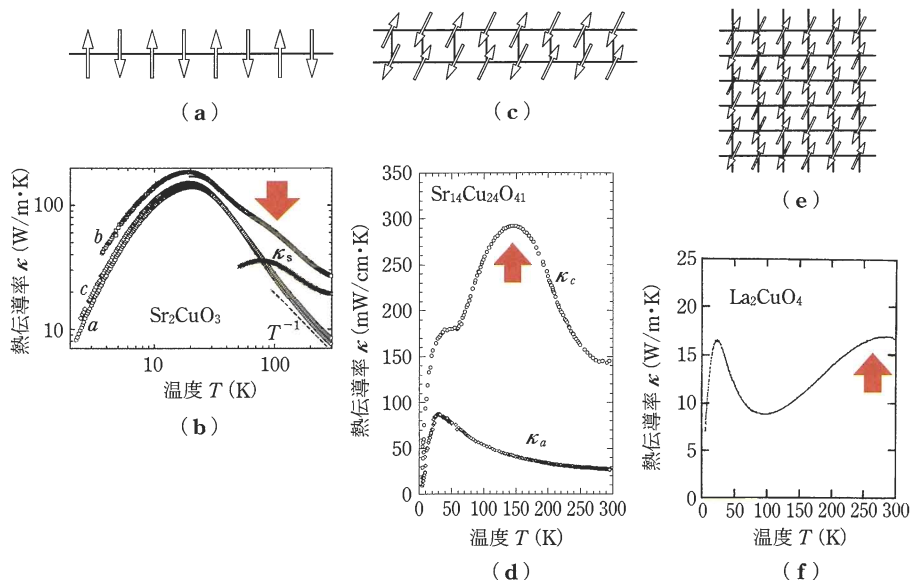 (a)
(c)
(e)
熱伝導率 κ (W/m・K)
100
10
b
c
a
κs
Sr2CuO3
T−1
10
100
温度 T (K)
(b)
熱伝導率 κ (mW/cm・K)
350
300
250
200
150
100
50
0
Sr14Cu24O41
κc
κa
0 50 100 150 200 250 300
温度 T (K)
(d)
熱伝導率 κ (W/m・K)
25
20
15
10
5
0
La2CuO4
0 50 100 150 200 250 300
温度 T (K)
(f)